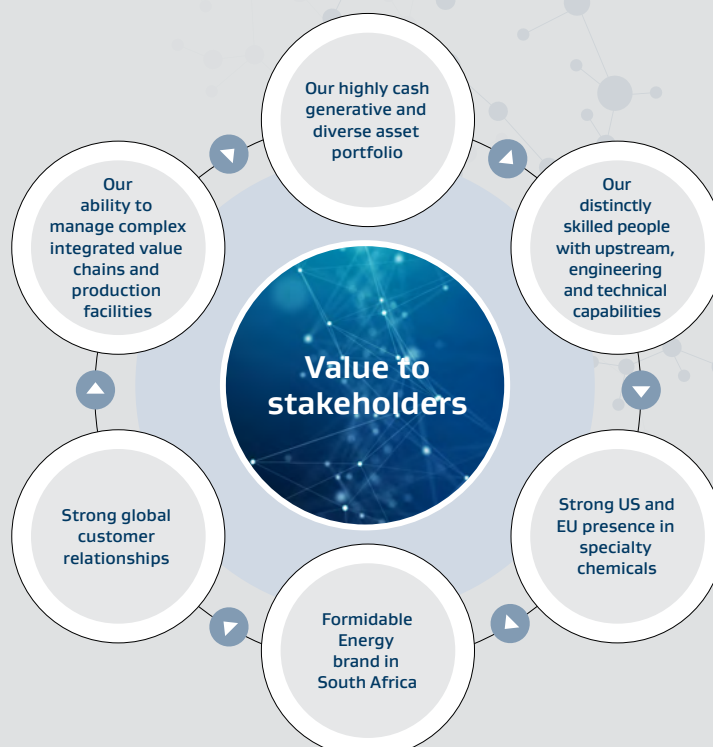 Our highly cash
generative and
diverse asset
portfolio
Our
distinctly
skilled people
with upstream,
engineering
and technical
capabilities
Strong US and
EU presence in
specialty
chemicals
Formidable
Energy
brand in
South Africa
Strong global
customer
relationships
Our
ability to
manage complex
integrated value
chains and
production
facilities
Value to
stakeholders